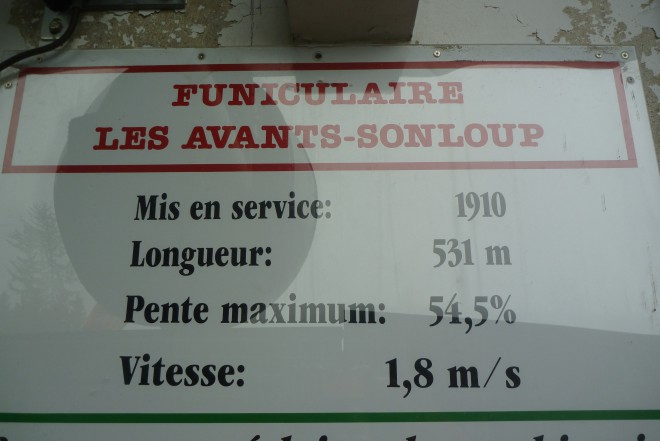 FUNICULAIRE
LES AVANTS-SONLOUP
Mis en service: 1910
Longueur: 531 m
Pente maximum: 54,5%
Vitesse: 1,8 m/s